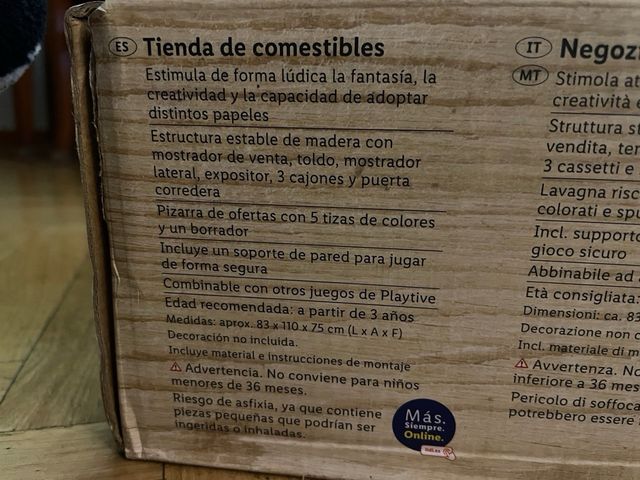 ES Tienda de comestibles
Estimula de forma lúdica la fantasía, la
creatividad y la capacidad de adoptar
distintos papeles
Estructura estable de madera con
mostrador de venta, toldo, mostrador
lateral, expositor, 3 cajones y puerta
corredera
Pizarra de ofertas con 5 tizas de colores
y un borrador
Incluye un soporte de pared para jugar
de forma segura
Combinable con otros juegos de Playtive
Edad recomendada: a partir de 3 años
Medidas: aprox. 83 x 110 x 75 cm (L x A x F)
Decoración no incluida.
Incluye material e instrucciones de montaje
Advertencia. No conviene para niños
menores de 36 meses.
Riesgo de asfixia, ya que contiene
piezas pequeñas que podrían ser
ingeridas o inhaladas.
Más.
Siempre.
Online.
IT Negoz
MT Stimola at
creatività e
Struttura st
vendita, ten
3 cassetti e
Lavagna risc
colorati e spu
Incl. supporto
gioco sicuro
Abbinabile ad
Età consigliata:
Dimensioni: ca. 83
Decorazione non c
Incl. materiale di m
Avvertenza. No
inferiore a 36 mes
Pericolo di soffoca
potrebbero essere